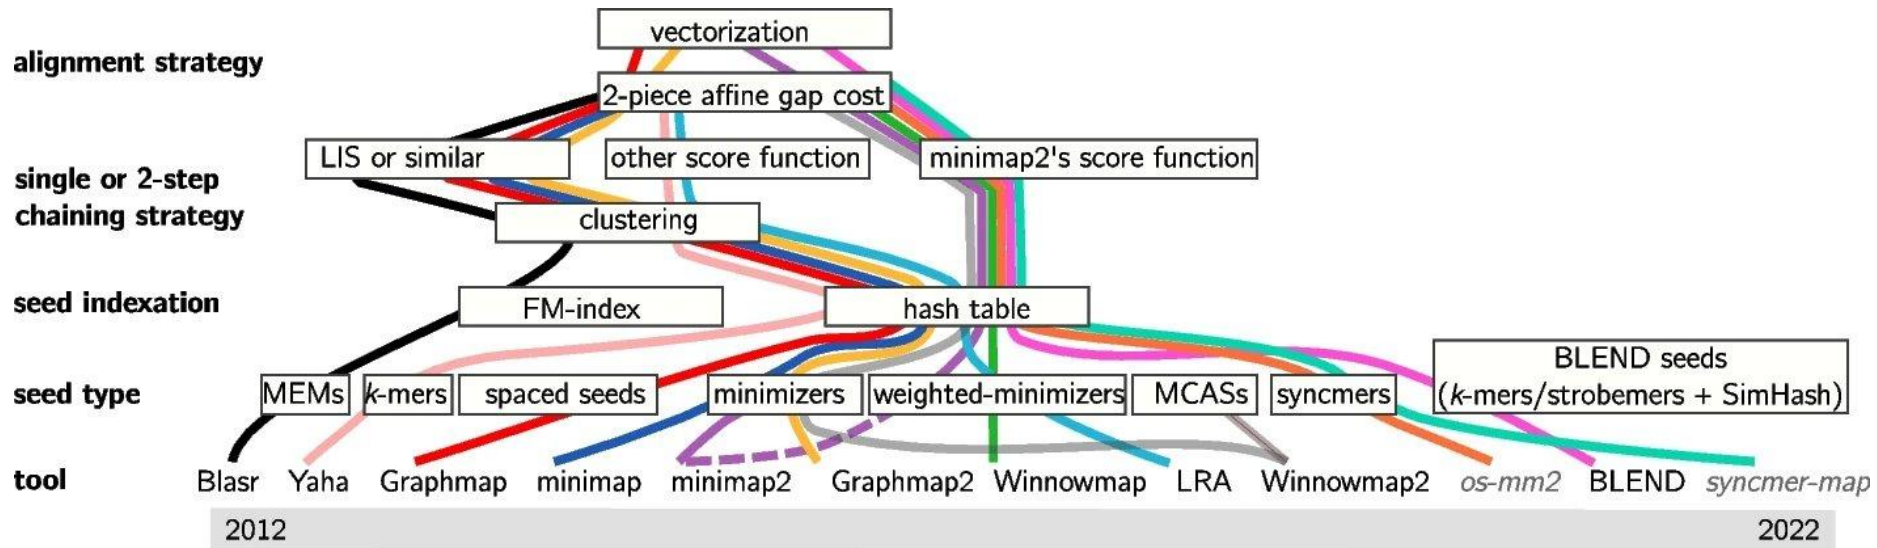 vectorization
alignment strategy
2-piece affine gap cost
LIS or similar
other score function
minimap2's score function
single or 2-step
chaining strategy
clustering
seed indexation
FM-index
hash table
BLEND seeds
(k-mers/strobemers + SimHash)
seed type
MEMs
k-mers
spaced seeds
minimizers
weighted-minimizers
MCASs
syncmers
tool
Blasr
Yaha
Graphmap
minimap
minimap2
Graphmap2
Winnowmap
LRA
Winnowmap2
os-mm2
BLEND
syncmer-map
2012
2022